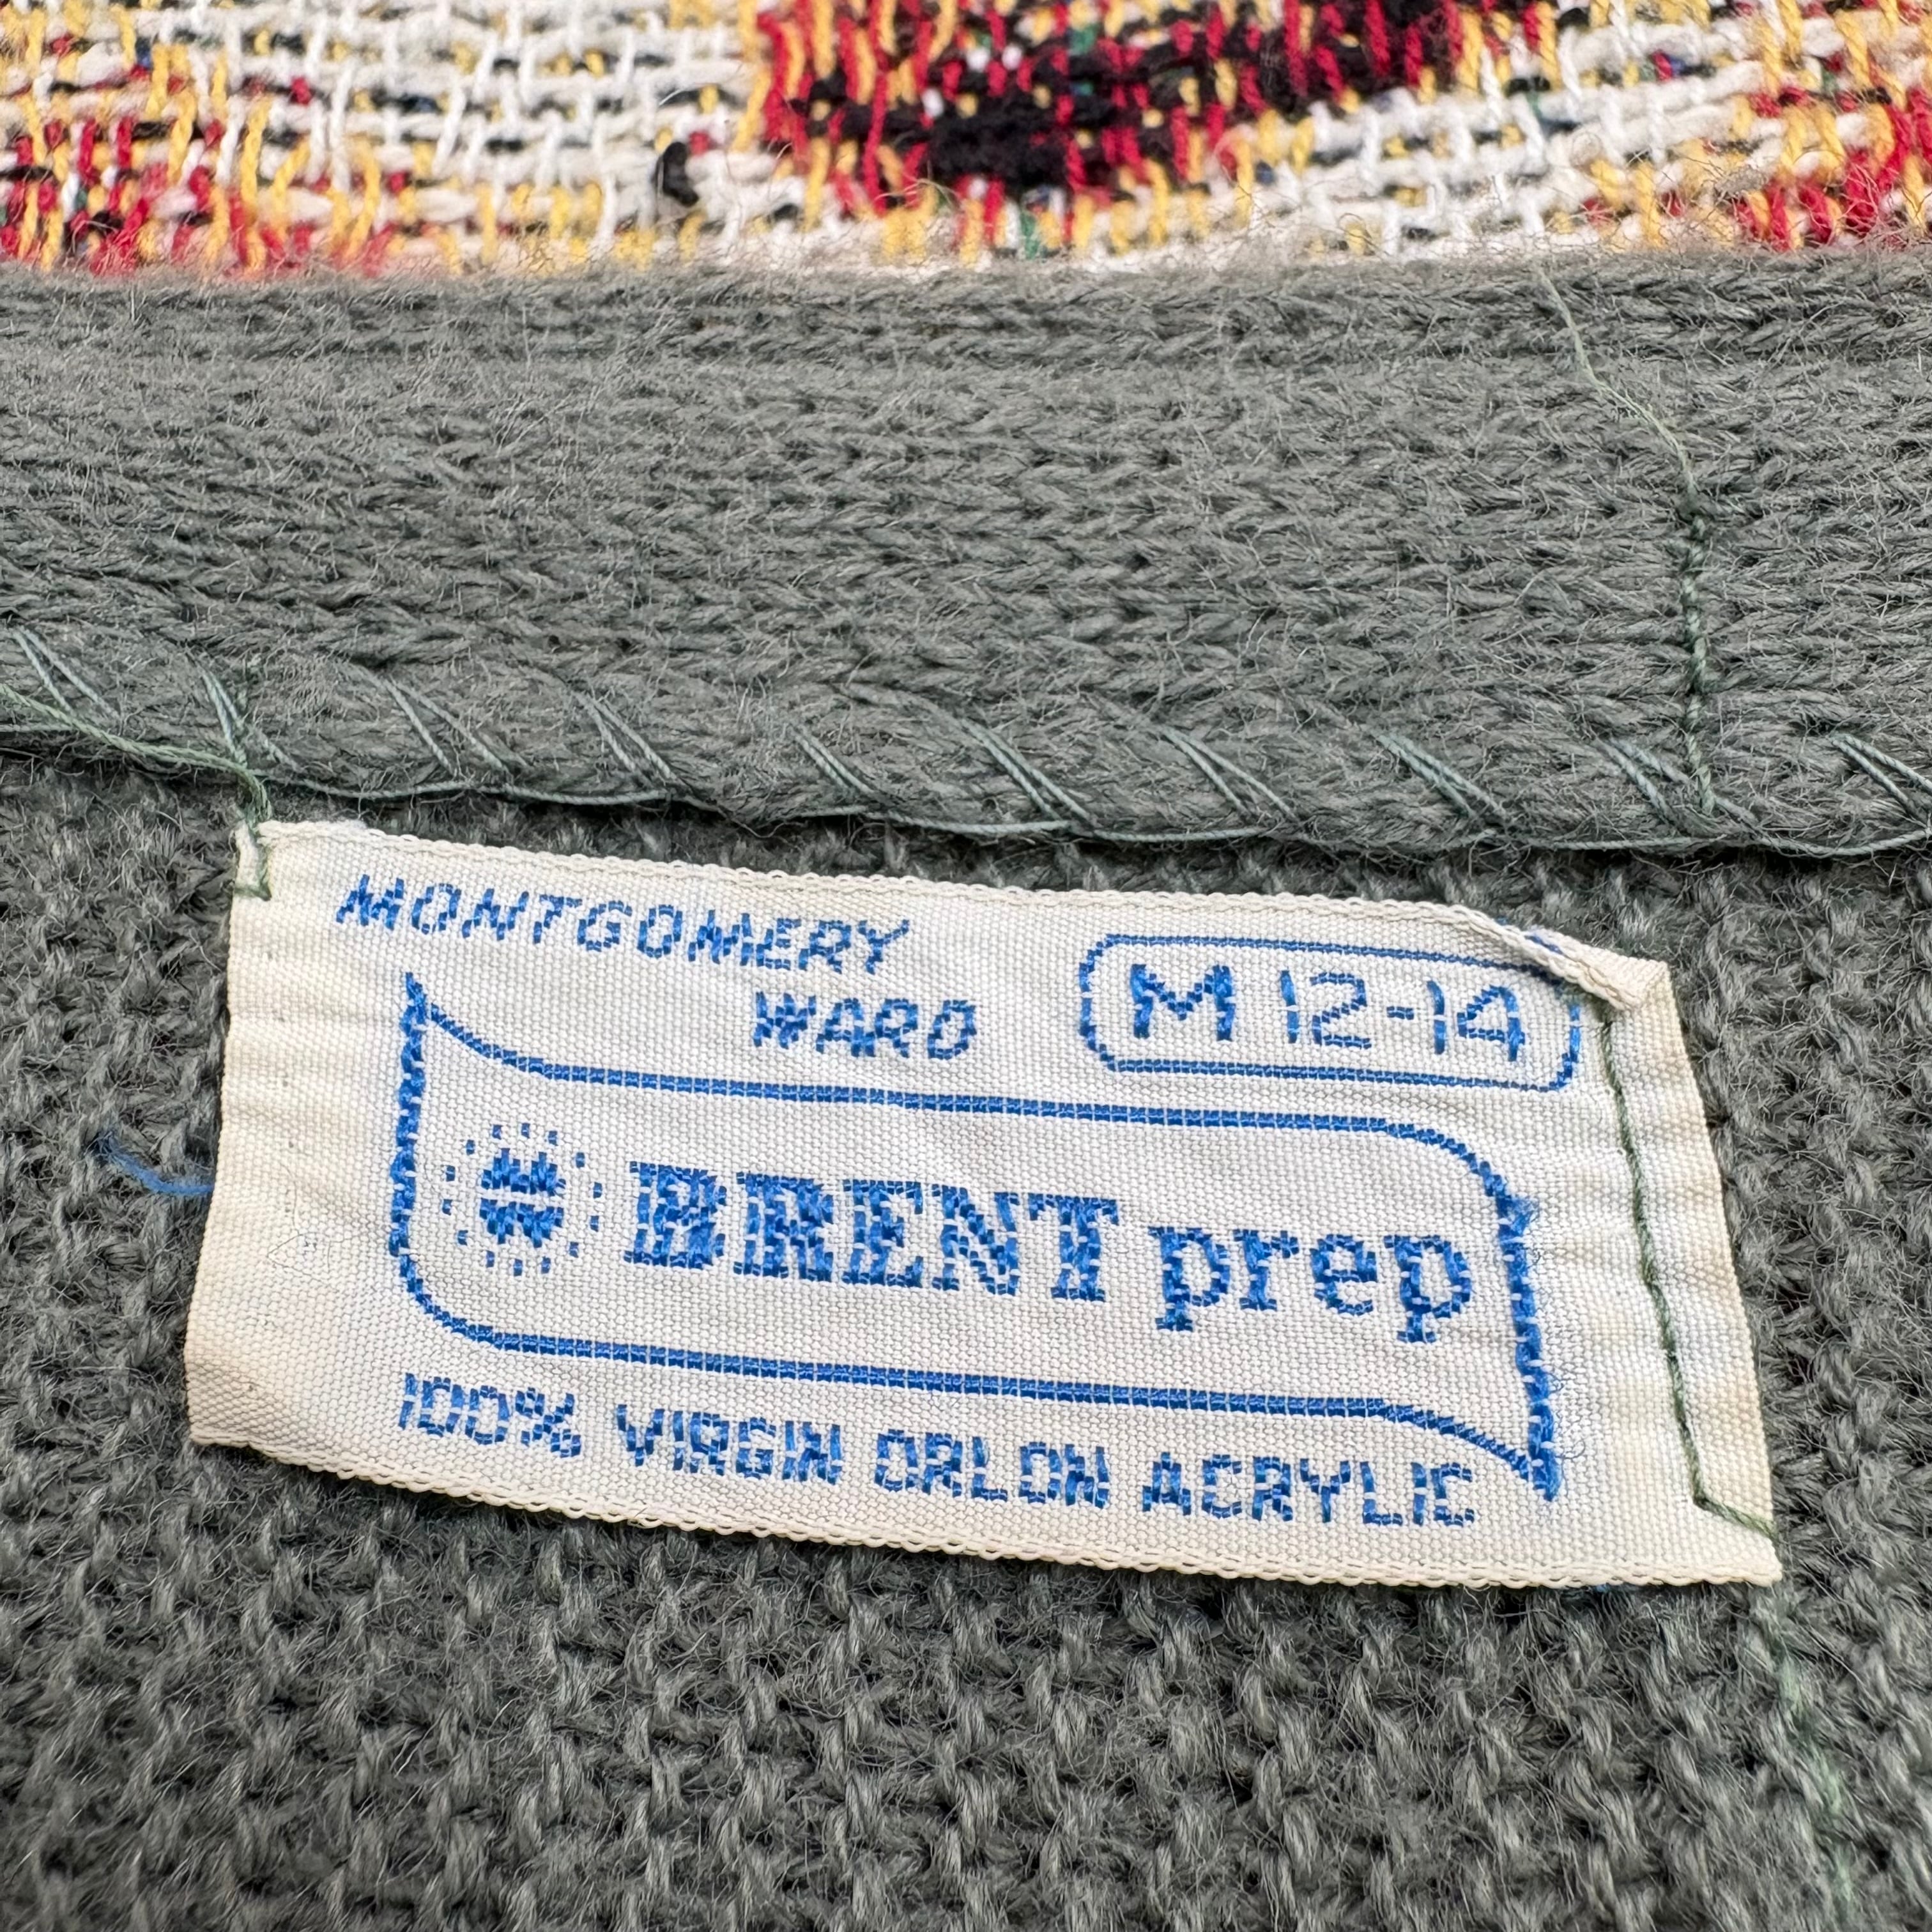 MONTGOMERY
WARD
M 12-14
BRENT prep
100% VIRGIN ORLON ACRYLIC